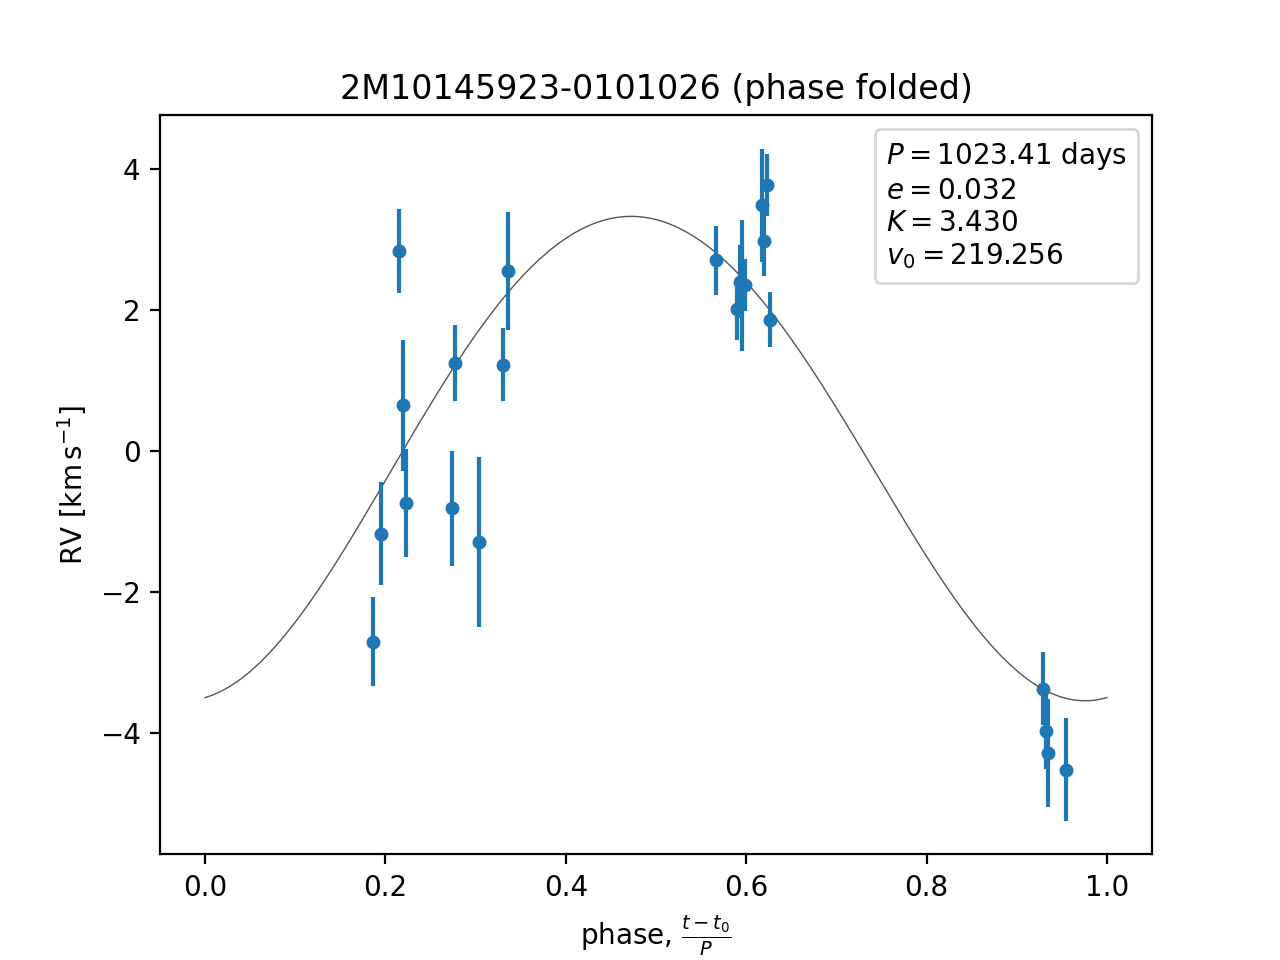 2M10145923-0101026 (phase folded)
P = 1023.41 days
e = 0.032
K = 3.430
v₀ = 219.256
RV [km s⁻¹]
4
2
0
−2
−4
0.0 0.2 0.4 0.6 0.8 1.0
phase, (t − t₀)/P